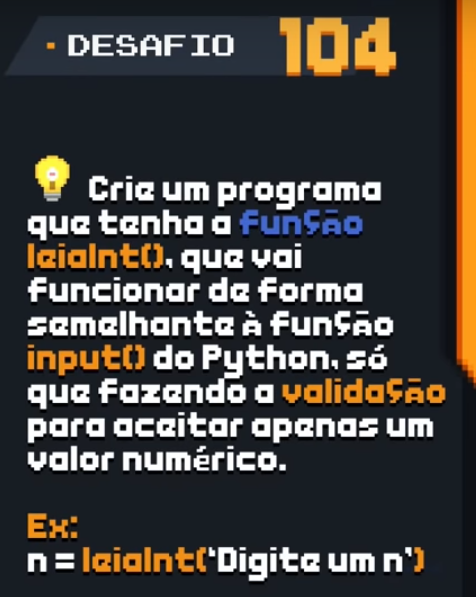 DESAFIO 104
Crie um programa
que tenha a função
leiaInt(), que vai
funcionar de forma
semelhante à função
input() do Python, só
que fazendo a validação
para aceitar apenas um
valor numérico.
Ex:
n = leiaInt('Digite um n')